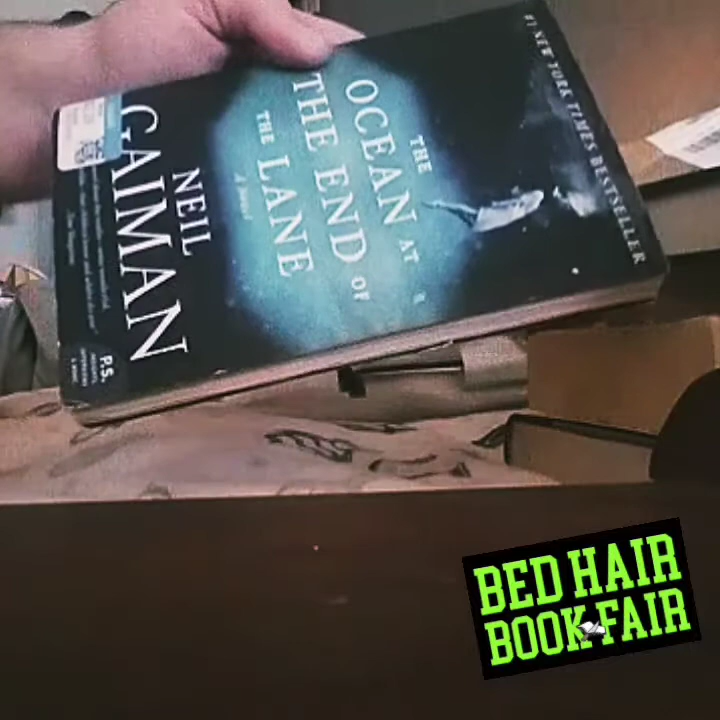 #1 NEW YORK TIMES BESTSELLER
THE
OCEAN AT
THE END OF
THE LANE
A Novel
NEIL
GAIMAN
P.S.
BED HAIR
BOOK FAIR